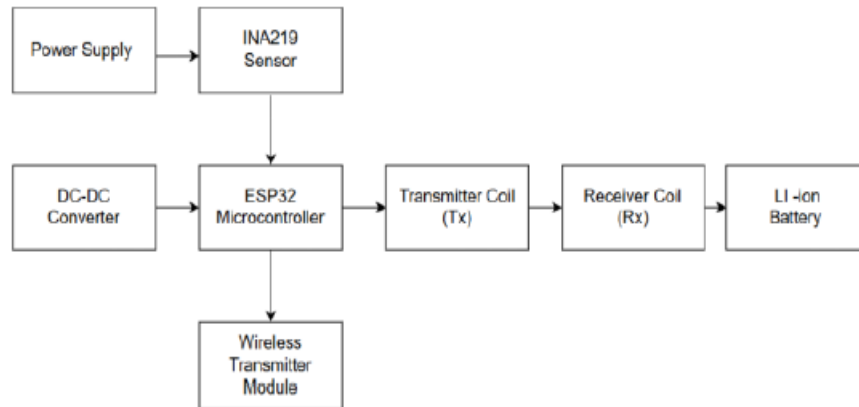 Power Supply
INA219
Sensor
DC-DC
Converter
ESP32
Microcontroller
Transmitter Coil
(Tx)
Receiver Coil
(Rx)
LI -ion
Battery
Wireless
Transmitter
Module